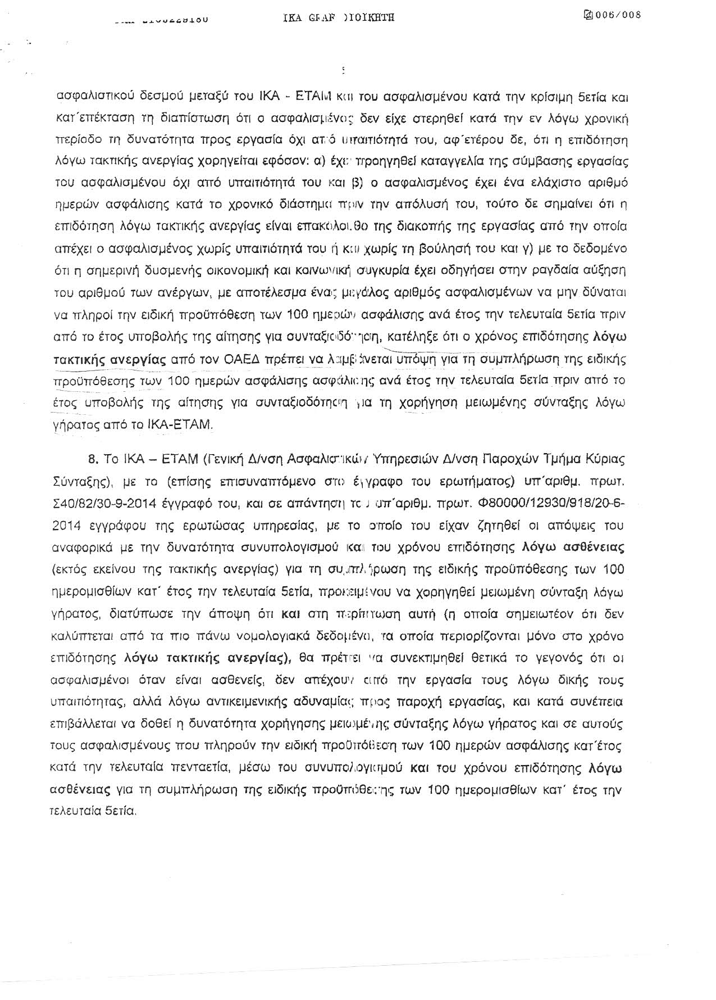 ΙΚΑ ΔΙΟΙΚΗΤΗ 006/008
ασφαλιστικού δεσμού μεταξύ του ΙΚΑ - ΕΤΑΜ και του ασφαλισμένου κατά την κρίσιμη 5ετία και
κατ΄επέκταση τη διαπίστωση ότι ο ασφαλισμένος δεν είχε στερηθεί κατά την εν λόγω χρονική
περίοδο τη δυνατότητα προς εργασία όχι από υπαιτιότητά του, αφ΄ετέρου δε, ότι η επιδότηση
λόγω τακτικής ανεργίας χορηγείται εφόσον: α) έχει προηγηθεί καταγγελία της σύμβασης εργασίας
του ασφαλισμένου όχι από υπαιτιότητά του και β) ο ασφαλισμένος έχει ένα ελάχιστο αριθμό
ημερών ασφάλισης κατά το χρονικό διάστημα πριν την απόλυσή του, τούτο δε σημαίνει ότι η
επιδότηση λόγω τακτικής ανεργίας είναι επακόλουθο της διακοπής της εργασίας από την οποία
απέχει ο ασφαλισμένος χωρίς υπαιτιότητά του ή και χωρίς τη βούλησή του και γ) με το δεδομένο
ότι η σημερινή δυσμενής οικονομική και κοινωνική συγκυρία έχει οδηγήσει στην ραγδαία αύξηση
του αριθμού των ανέργων, με αποτέλεσμα ένας μεγάλος αριθμός ασφαλισμένων να μην δύναται
να πληροί την ειδική προϋπόθεση των 100 ημερών ασφάλισης ανά έτος την τελευταία 5ετία πριν
από το έτος υποβολής της αίτησης για συνταξιοδότηση, κατέληξε ότι ο χρόνος επιδότησης λόγω
τακτικής ανεργίας από τον ΟΑΕΔ πρέπει να λαμβάνεται υπόψη για τη συμπλήρωση της ειδικής
προϋπόθεσης των 100 ημερών ασφάλισης ασφάλισης ανά έτος την τελευταία 5ετία πριν από το
έτος υποβολής της αίτησης για συνταξιοδότηση για τη χορήγηση μειωμένης σύνταξης λόγω
γήρατος από το ΙΚΑ-ΕΤΑΜ.
8. Το ΙΚΑ – ΕΤΑΜ (Γενική Δ/νση Ασφαλιστικών Υπηρεσιών Δ/νση Παροχών Τμήμα Κύριας
Σύνταξης), με το (επίσης επισυναπτόμενο στο έγγραφο του ερωτήματος) υπ΄αριθμ. πρωτ.
Σ40/82/30-9-2014 έγγραφό του, και σε απάντηση του υπ΄αριθμ. πρωτ. Φ80000/12930/918/20-6-
2014 εγγράφου της ερωτώσας υπηρεσίας, με το οποίο του είχαν ζητηθεί οι απόψεις του
αναφορικά με την δυνατότητα συνυπολογισμού και του χρόνου επιδότησης λόγω ασθένειας
(εκτός εκείνου της τακτικής ανεργίας) για τη συμπλήρωση της ειδικής προϋπόθεσης των 100
ημερομισθίων κατ΄ έτος την τελευταία 5ετία, προκειμένου να χορηγηθεί μειωμένη σύνταξη λόγω
γήρατος, διατύπωσε την άποψη ότι και στη περίπτωση αυτή (η οποία σημειωτέον ότι δεν
καλύπτεται από τα πιο πάνω νομολογιακά δεδομένα, τα οποία περιορίζονται μόνο στο χρόνο
επιδότησης λόγω τακτικής ανεργίας), θα πρέπει να συνεκτιμηθεί θετικά το γεγονός ότι οι
ασφαλισμένοι όταν είναι ασθενείς, δεν απέχουν από την εργασία τους λόγω δικής τους
υπαιτιότητας, αλλά λόγω αντικειμενικής αδυναμίας προς παροχή εργασίας, και κατά συνέπεια
επιβάλλεται να δοθεί η δυνατότητα χορήγησης μειωμένης σύνταξης λόγω γήρατος και σε αυτούς
τους ασφαλισμένους που πληρούν την ειδική προϋπόθεση των 100 ημερών ασφάλισης κατ΄έτος
κατά την τελευταία πενταετία, μέσω του συνυπολογισμού και του χρόνου επιδότησης λόγω
ασθένειας για τη συμπλήρωση της ειδικής προϋπόθεσης των 100 ημερομισθίων κατ΄ έτος την
τελευταία 5ετία.